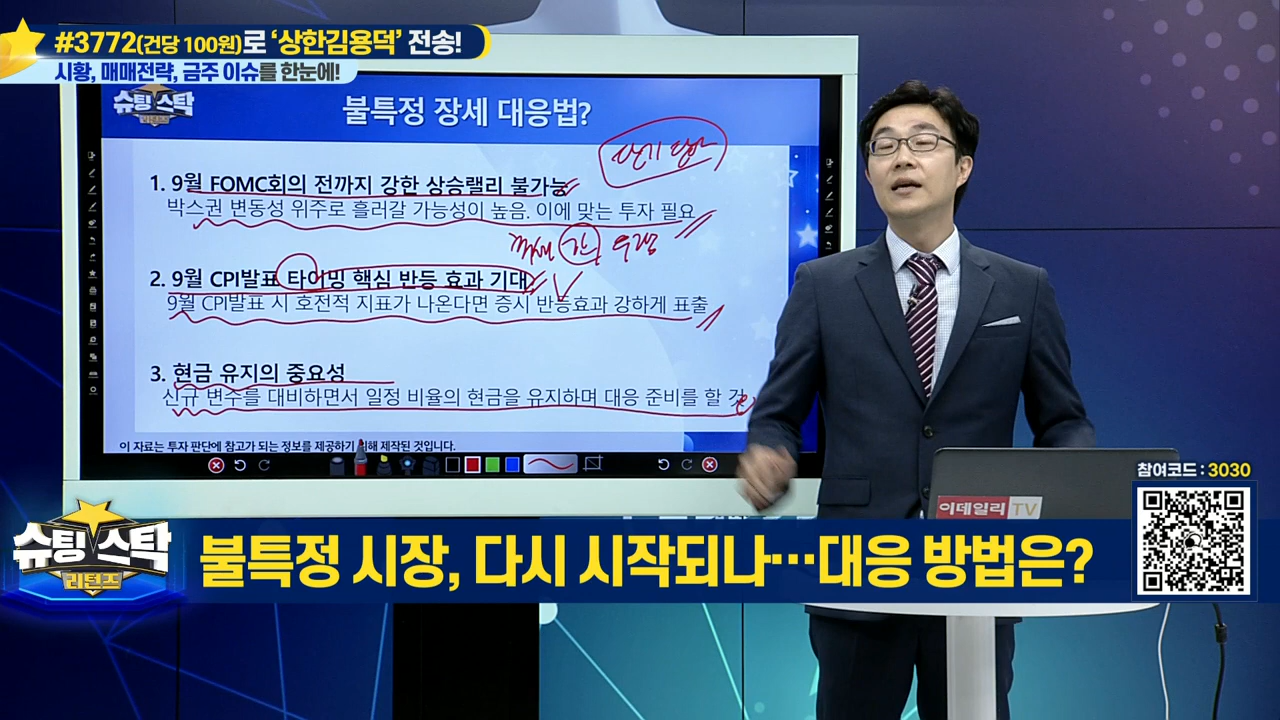 #3772(건당 100원)로 ‘상한김용덕’ 전송!
시황, 매매전략, 금주 이슈를 한눈에!
슈팅스탁
리턴즈
불특정 장세 대응법?
1. 9월 FOMC회의 전까지 강한 상승랠리 불가능
박스권 변동성 위주로 흘러갈 가능성이 높음. 이에 맞는 투자 필요
2. 9월 CPI발표 타이밍 핵심 반등 효과 기대
9월 CPI발표 시 호전적 지표가 나온다면 증시 반등효과 강하게 표출
3. 현금 유지의 중요성
신규 변수를 대비하면서 일정 비율의 현금을 유지하며 대응 준비를 할 것
이 자료는 투자 판단에 참고가 되는 정보를 제공하기 위해 제작된 것입니다.
참여코드 : 3030
이데일리TV
슈팅스탁
리턴즈
불특정 시장, 다시 시작되나…대응 방법은?